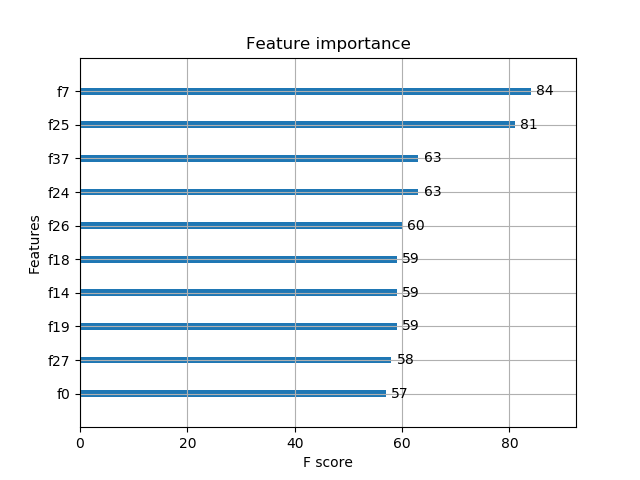 Feature importance
f7 84
f25 81
f37 63
f24 63
f26 60
f18 59
f14 59
f19 59
f27 58
f0 57
Features
0 20 40 60 80
F score